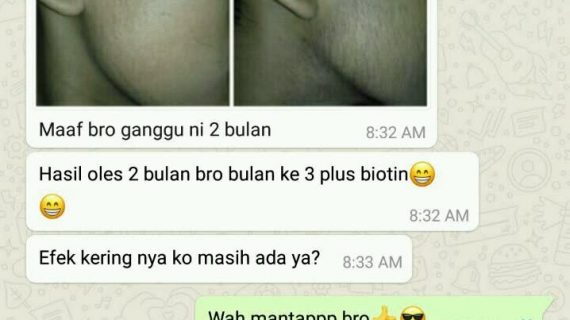 Maaf bro ganggu ni 2 bulan
8:32 AM
Hasil oles 2 bulan bro bulan ke 3 plus biotin😁
😁
8:32 AM
Efek kering nya ko masih ada ya?
8:33 AM
Wah mantappp bro👍😎